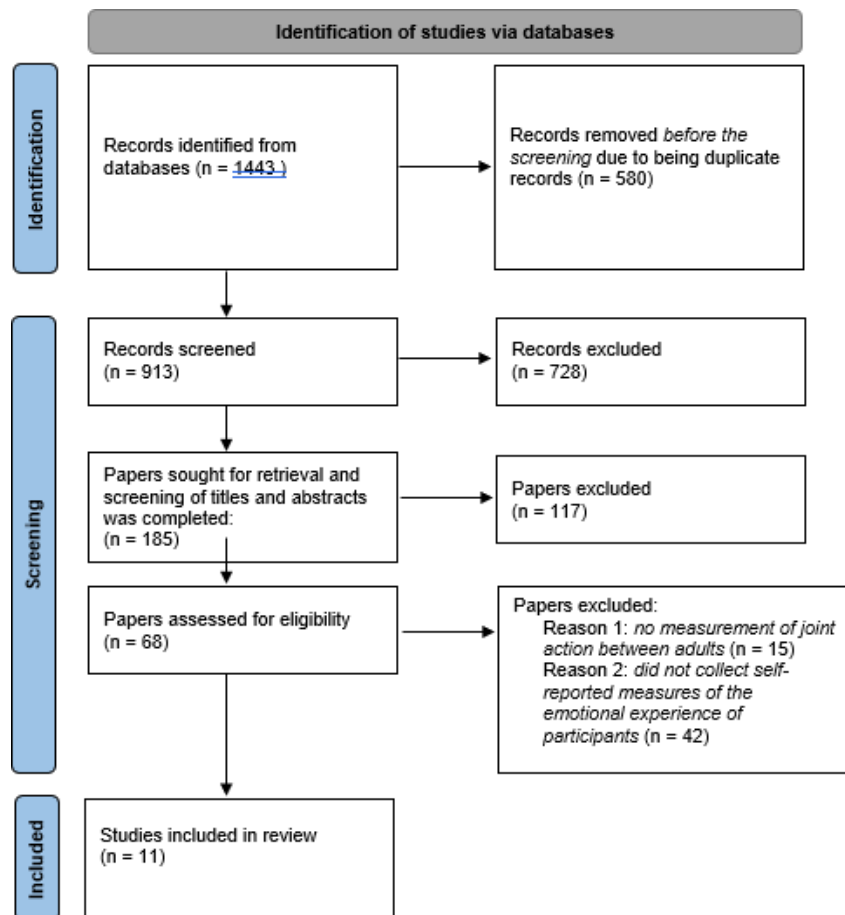 Identification of studies via databases
Identification
Records identified from
databases (n = 1443 )
Records removed before the
screening due to being duplicate
records (n = 580)
Screening
Records screened
(n = 913)
Records excluded
(n = 728)
Papers sought for retrieval and
screening of titles and abstracts
was completed:
(n = 185)
Papers excluded
(n = 117)
Papers assessed for eligibility
(n = 68)
Papers excluded:
Reason 1: no measurement of joint
action between adults (n = 15)
Reason 2: did not collect self-
reported measures of the
emotional experience of
participants (n = 42)
Included
Studies included in review
(n = 11)